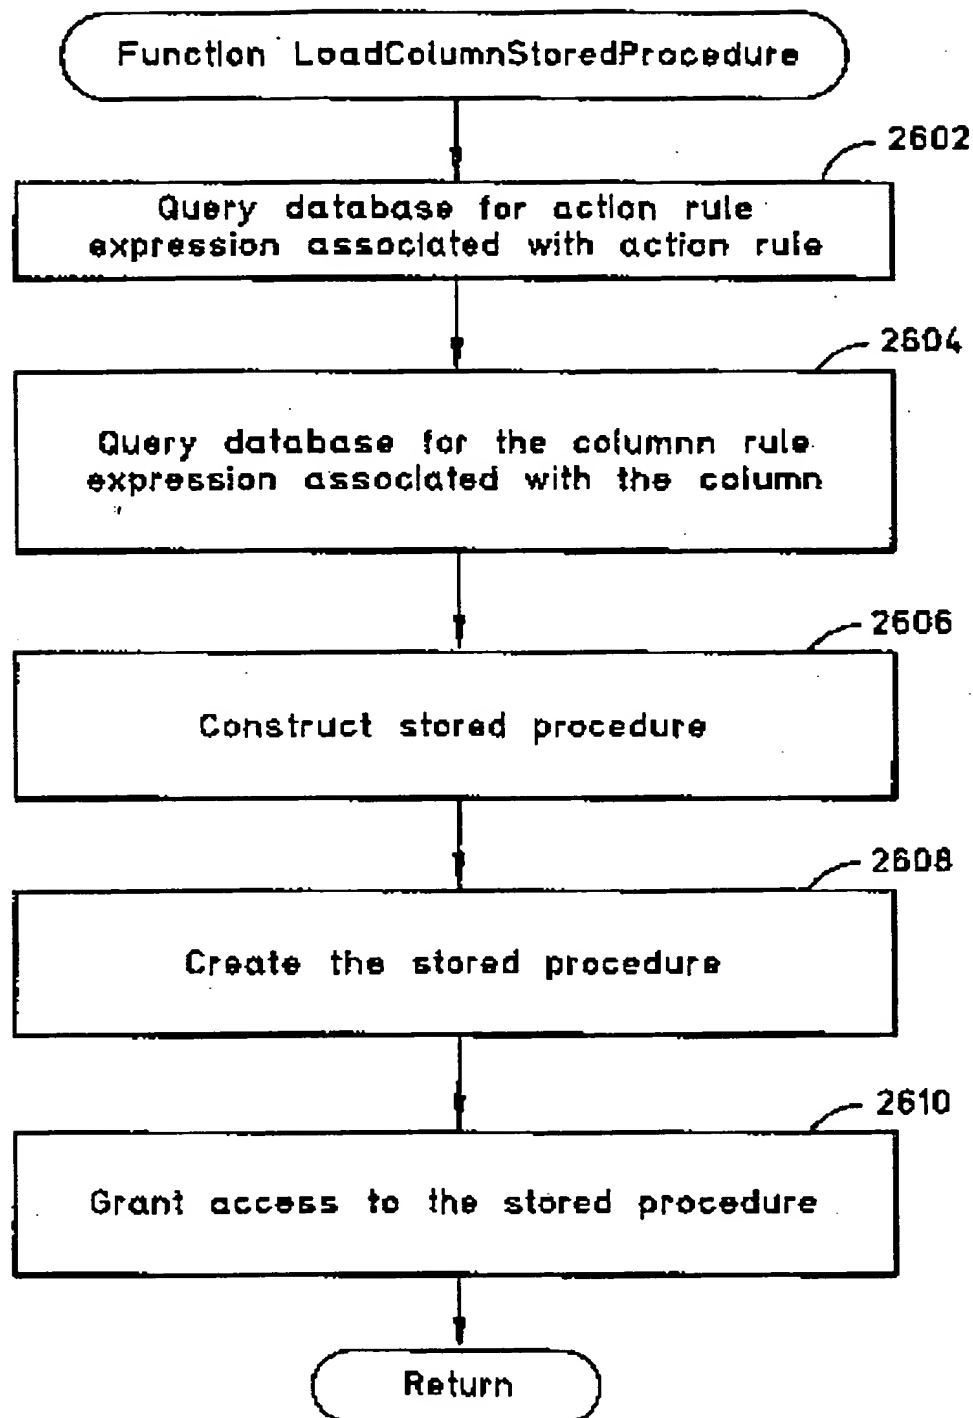 Function LoadColumnStoredProcedure
2602
Query database for action rule
expression associated with action rule
2604
Query database for the columnn rule
expression associated with the column
2606
Construct stored procedure
2608
Create the stored procedure
2610
Grant access to the stored procedure
Return